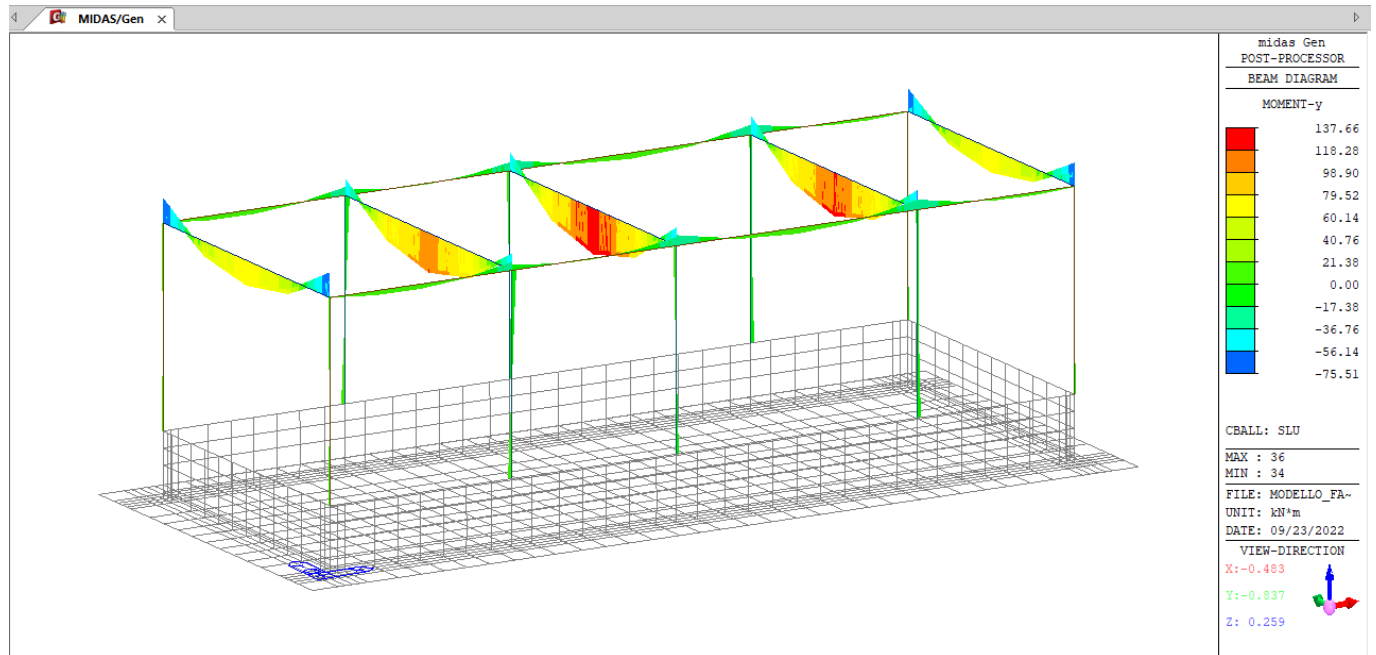 MIDAS/Gen
midas Gen
POST-PROCESSOR
BEAM DIAGRAM
MOMENT-y
137.66
118.28
98.90
79.52
60.14
40.76
21.38
0.00
-17.38
-36.76
-56.14
-75.51
CBALL: SLU
MAX : 36
MIN : 34
FILE: MODELLO_FA~
UNIT: kN*m
DATE: 09/23/2022
VIEW-DIRECTION
X:-0.483
Y:-0.837
Z: 0.259